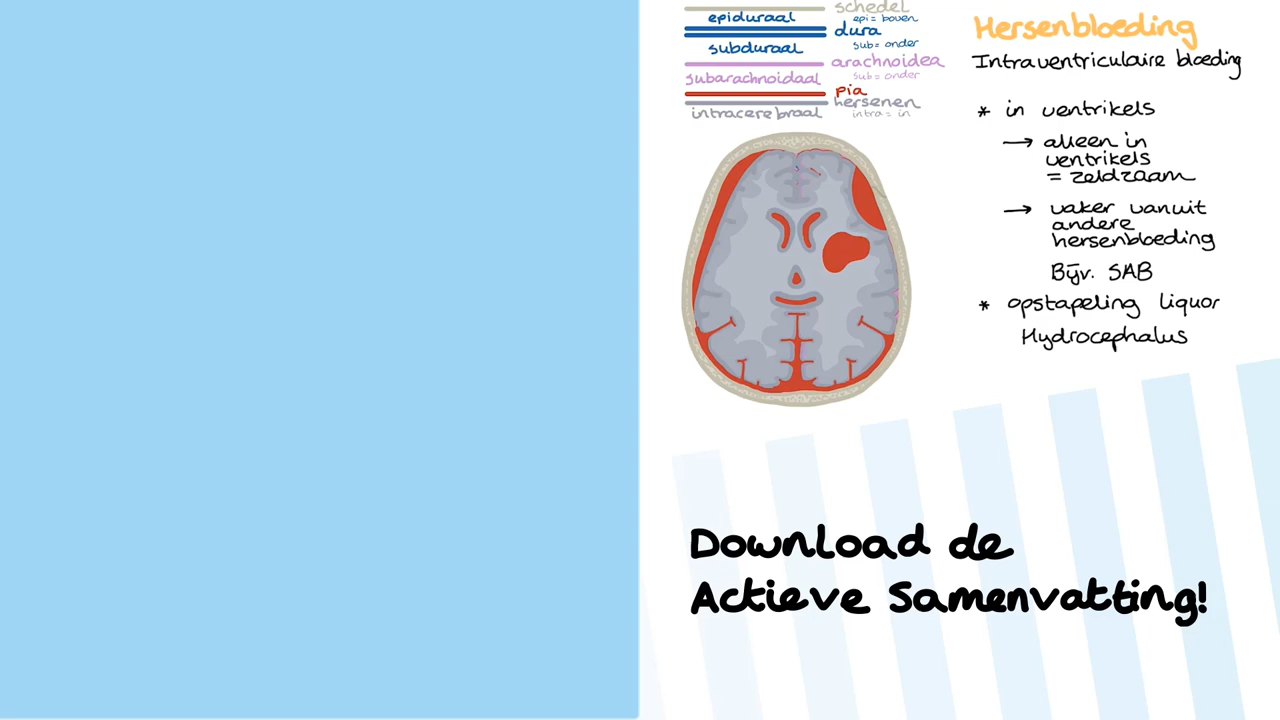 schedel
epiduraal
epi = boven
dura
subduraal
sub = onder
arachnoidea
subarachnoidaal
sub = onder
pia
hersenen
intracerebraal
intra = in
Hersenbloeding
Intraventriculaire bloeding
* in ventrikels
→ alleen in
ventrikels
= zeldzaam
→ vaker vanuit
andere
hersenbloeding
Bijv. SAB
* opstapeling liquor
Hydrocephalus
Download de
Actieve Samenvatting!